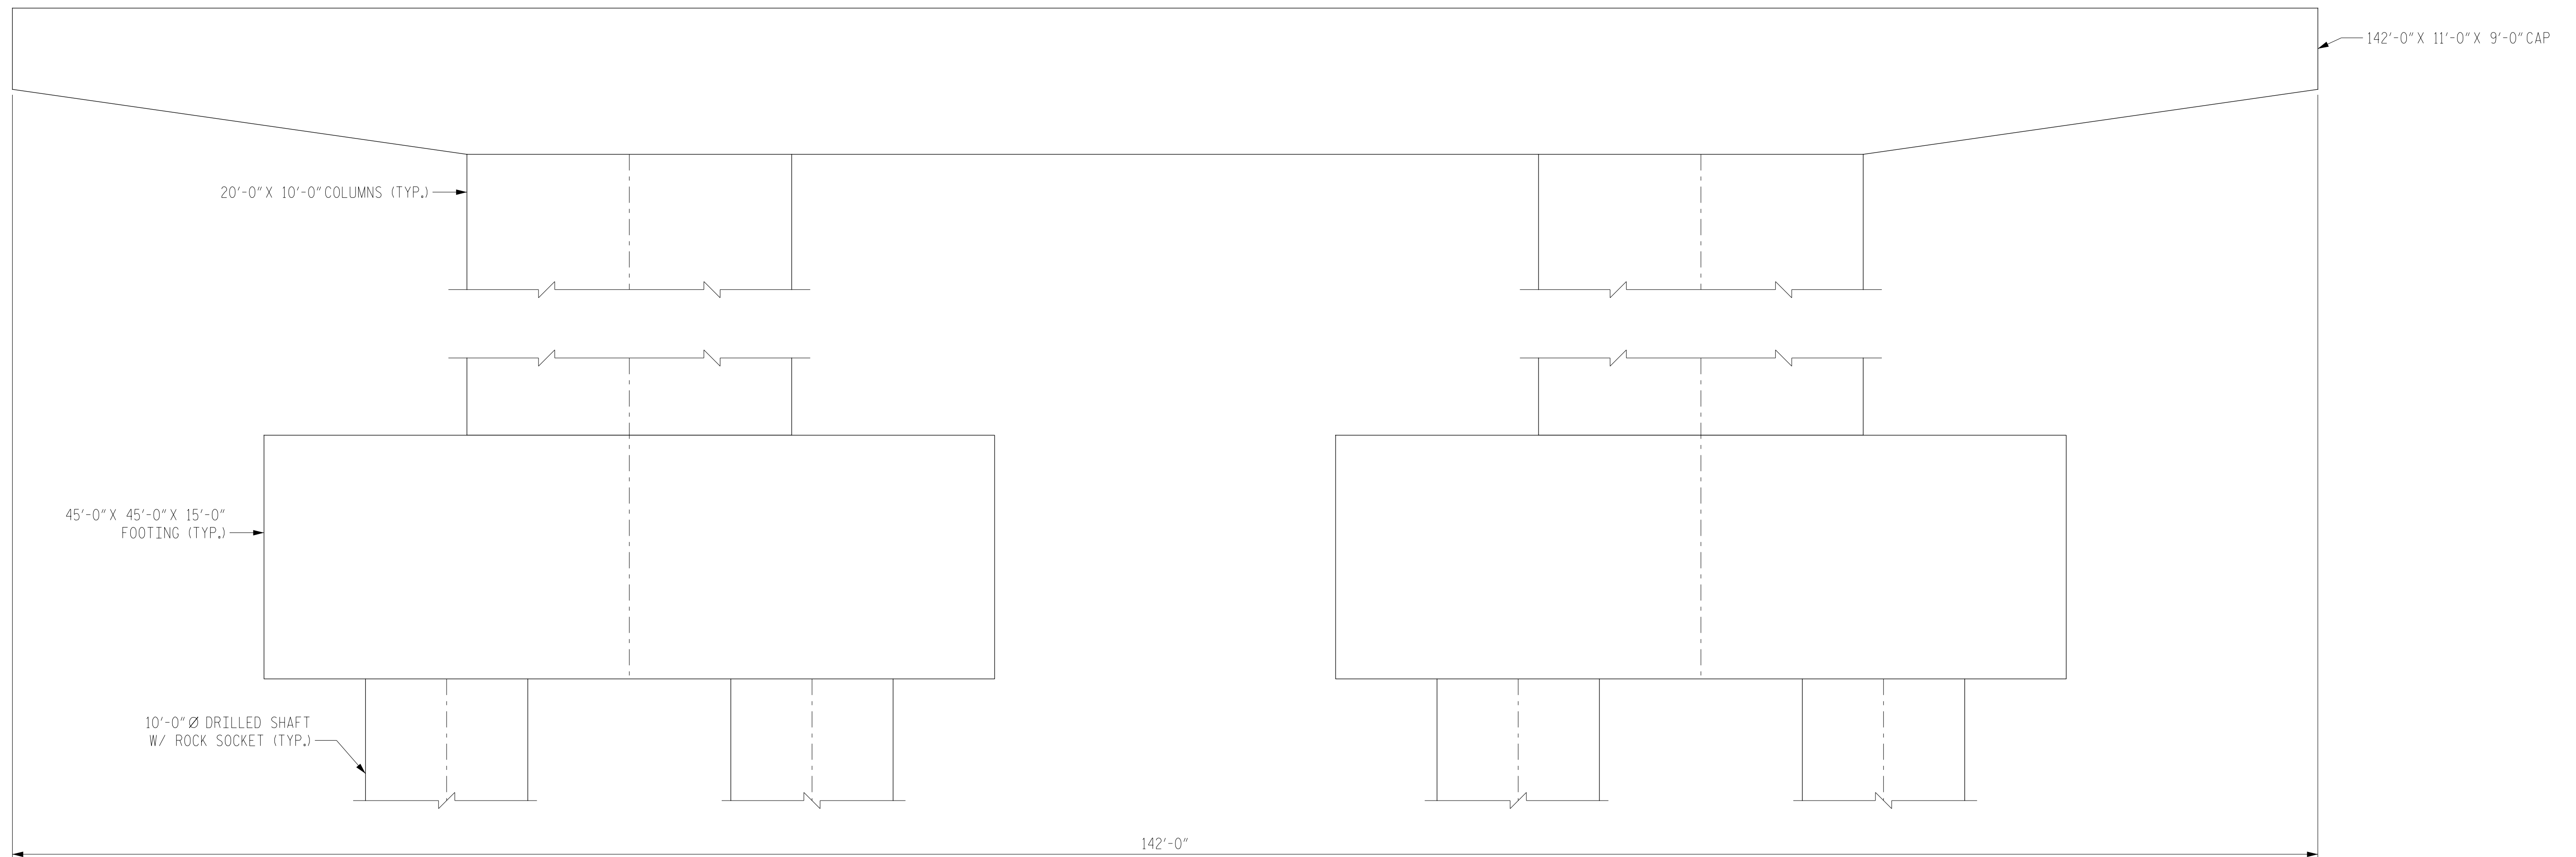 142'-0" X 11'-0" X 9'-0" CAP
20'-0" X 10'-0" COLUMNS (TYP.)
45'-0" X 45'-0" X 15'-0"
FOOTING (TYP.)
10'-0" Ø DRILLED SHAFT
W/ ROCK SOCKET (TYP.)
142'-0"